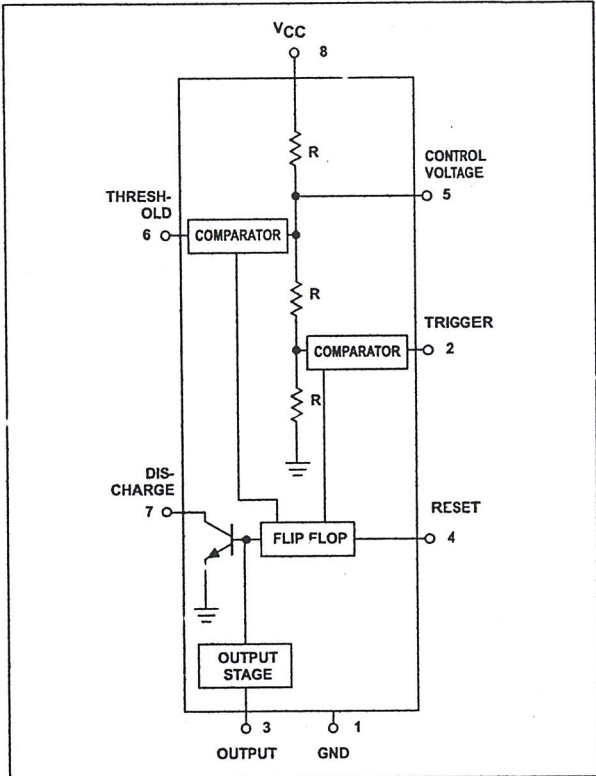 VCC
8
R
CONTROL
VOLTAGE
5
THRESH-
OLD
6
COMPARATOR
R
TRIGGER
COMPARATOR
2
R
DIS-
CHARGE
7
RESET
FLIP FLOP
4
OUTPUT
STAGE
3
1
OUTPUT
GND